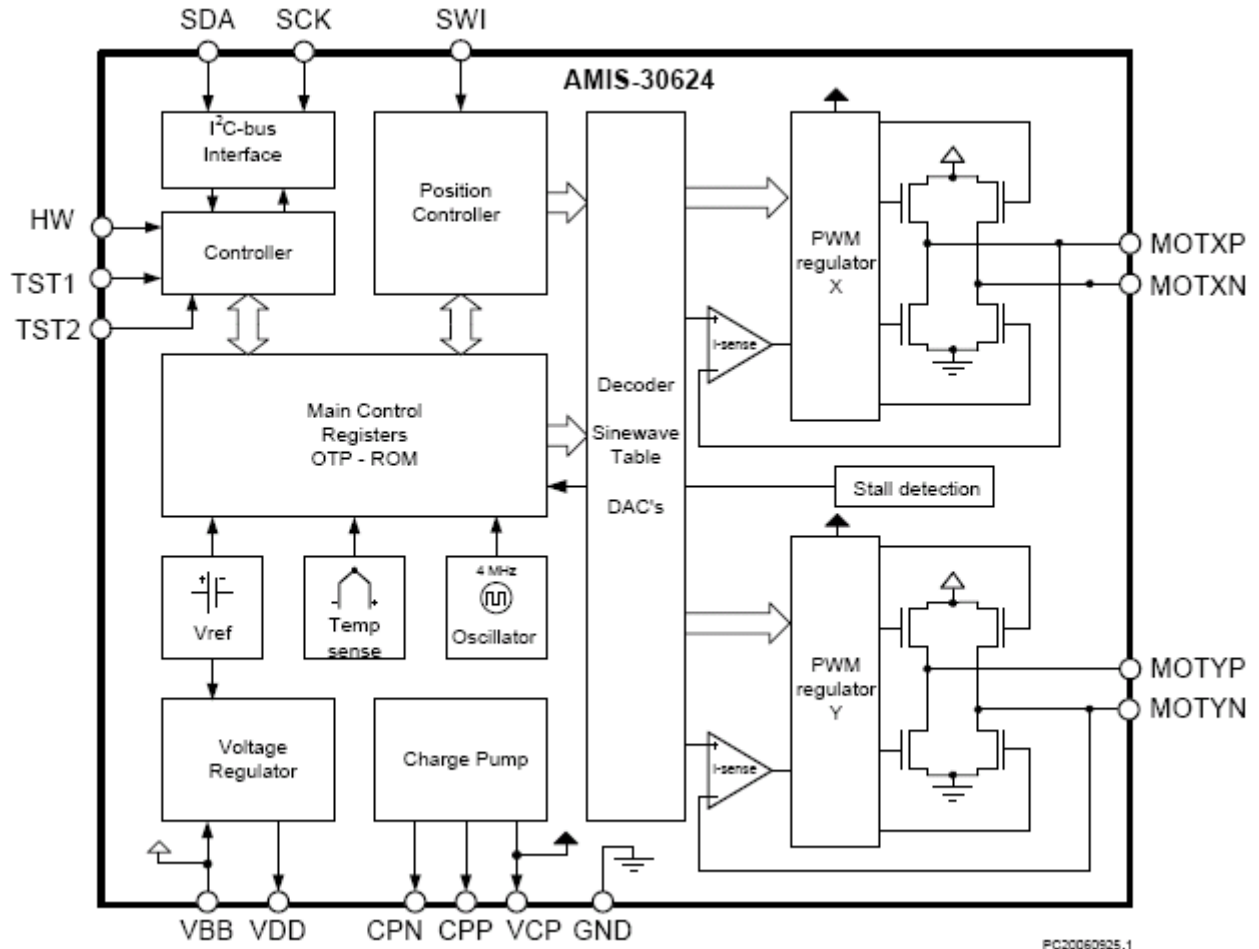 SDA
SCK
SWI
AMIS-30624
I²C-bus
Interface
Position
Controller
HW
Controller
TST1
TST2
PWM
regulator
X
MOTXP
MOTXN
I-sense
Main Control
Registers
OTP - ROM
Decoder
Sinewave
Table
DAC's
Stall detection
+ -
Vref
- +
Temp
sense
4 MHz
Oscillator
PWM
regulator
Y
MOTYP
MOTYN
I-sense
Voltage
Regulator
Charge Pump
VBB
VDD
CPN
CPP
VCP
GND
PC20060925.1